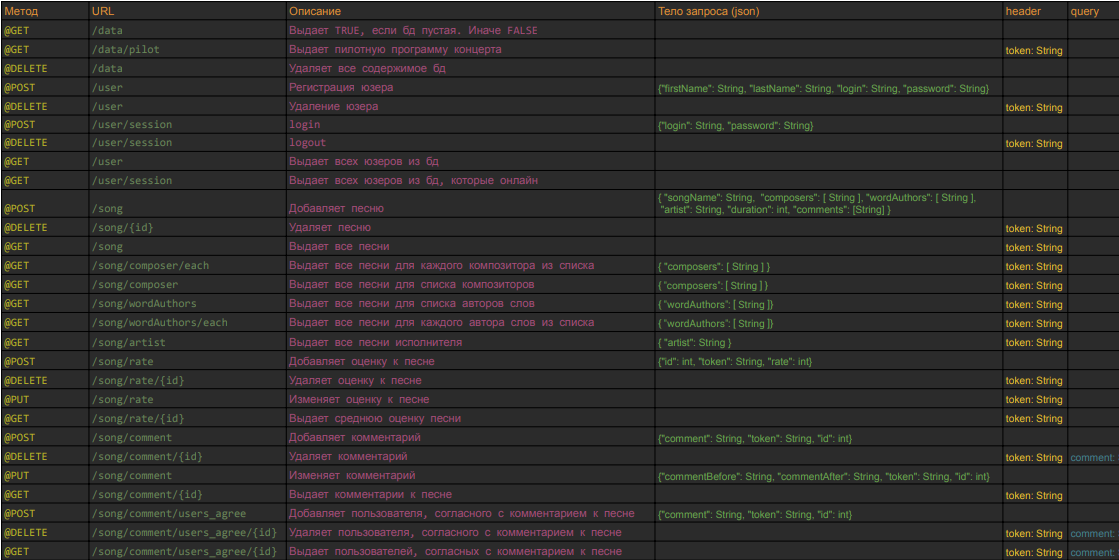 Метод URL Описание Тело запроса (json) header query
@GET /data Выдает TRUE, если бд пустая. Иначе FALSE
@GET /data/pilot Выдает пилотную программу концерта token: String
@DELETE /data Удаляет все содержимое бд
@POST /user Регистрация юзера {"firstName": String, "lastName": String, "login": String, "password": String}
@DELETE /user Удаление юзера token: String
@POST /user/session login {"login": String, "password": String}
@DELETE /user/session logout token: String
@GET /user Выдает всех юзеров из бд
@GET /user/session Выдает всех юзеров из бд, которые онлайн
@POST /song Добавляет песню { "songName": String, "composers": [ String ], "wordAuthors": [ String ],
"artist": String, "duration": int, "comments": [String] }
@DELETE /song/{id} Удаляет песню token: String
@GET /song Выдает все песни token: String
@GET /song/composer/each Выдает все песни для каждого композитора из списка { "composers": [ String ] } token: String
@GET /song/composer Выдает все песни для списка композиторов { "composers": [ String ] } token: String
@GET /song/wordAuthors Выдает все песни для списка авторов слов { "wordAuthors": [ String ]} token: String
@GET /song/wordAuthors/each Выдает все песни для каждого автора слов из списка { "wordAuthors": [ String ]} token: String
@GET /song/artist Выдает все песни исполнителя { "artist": String } token: String
@POST /song/rate Добавляет оценку к песне {"id": int, "token": String, "rate": int}
@DELETE /song/rate/{id} Удаляет оценку к песне token: String
@PUT /song/rate Изменяет оценку к песне token: String
@GET /song/rate/{id} Выдает среднюю оценку песни token: String
@POST /song/comment Добавляет комментарий {"comment": String, "token": String, "id": int}
@DELETE /song/comment/{id} Удаляет комментарий token: String comment:
@PUT /song/comment Изменяет комментарий {"commentBefore": String, "commentAfter": String, "token": String, "id": int}
@GET /song/comment/{id} Выдает комментарии к песне token: String
@POST /song/comment/users_agree Добавляет пользователя, согласного с комментарием к песне {"comment": String, "token": String, "id": int}
@DELETE /song/comment/users_agree/{id} Удаляет пользователя, согласного с комментарием к песне token: String comment:
@GET /song/comment/users_agree/{id} Выдает пользователей, согласных с комментарием к песне token: String comment: